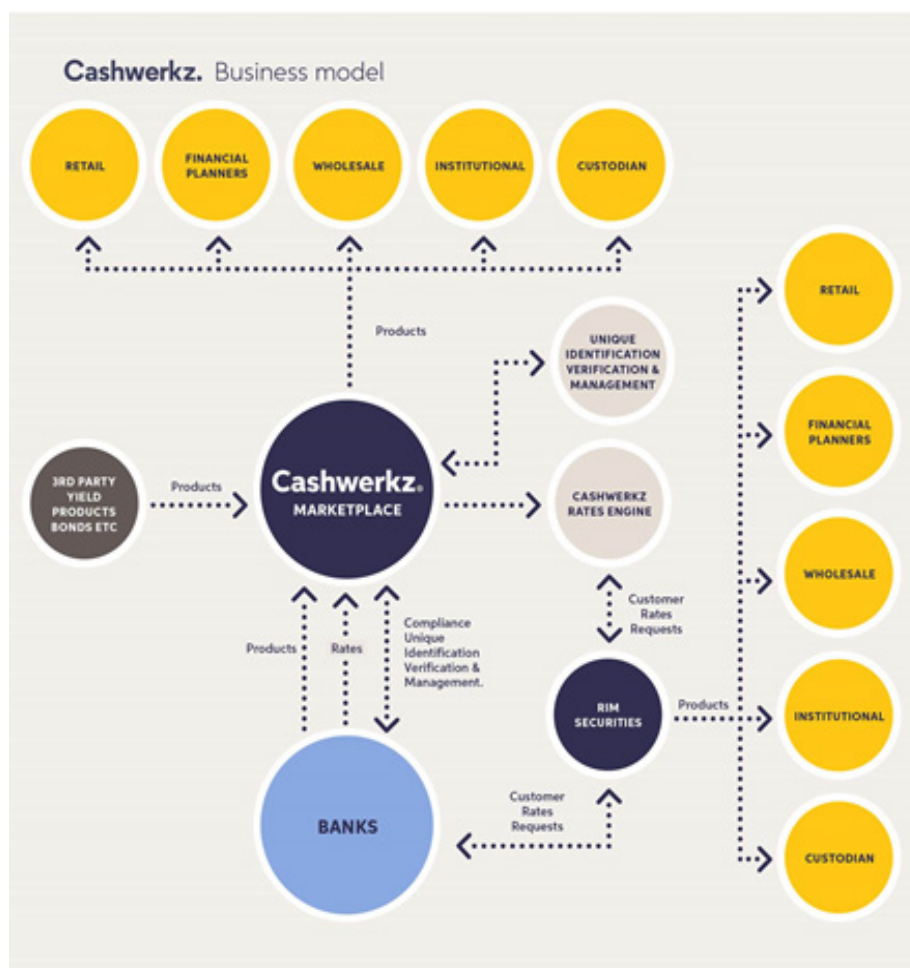 Cashwerkz. Business model
RETAIL
FINANCIAL
PLANNERS
WHOLESALE
INSTITUTIONAL
CUSTODIAN
Products
UNIQUE
IDENTIFICATION
VERIFICATION &
MANAGEMENT
RETAIL
FINANCIAL
PLANNERS
3RD PARTY
YIELD
PRODUCTS
BONDS ETC
Products
Cashwerkz®
MARKETPLACE
CASHWERKZ
RATES ENGINE
WHOLESALE
Customer
Rates
Requests
Products
Rates
Compliance
Unique
Identification
Verification &
Management.
RIM
SECURITIES
Products
INSTITUTIONAL
BANKS
Customer
Rates
Requests
CUSTODIAN